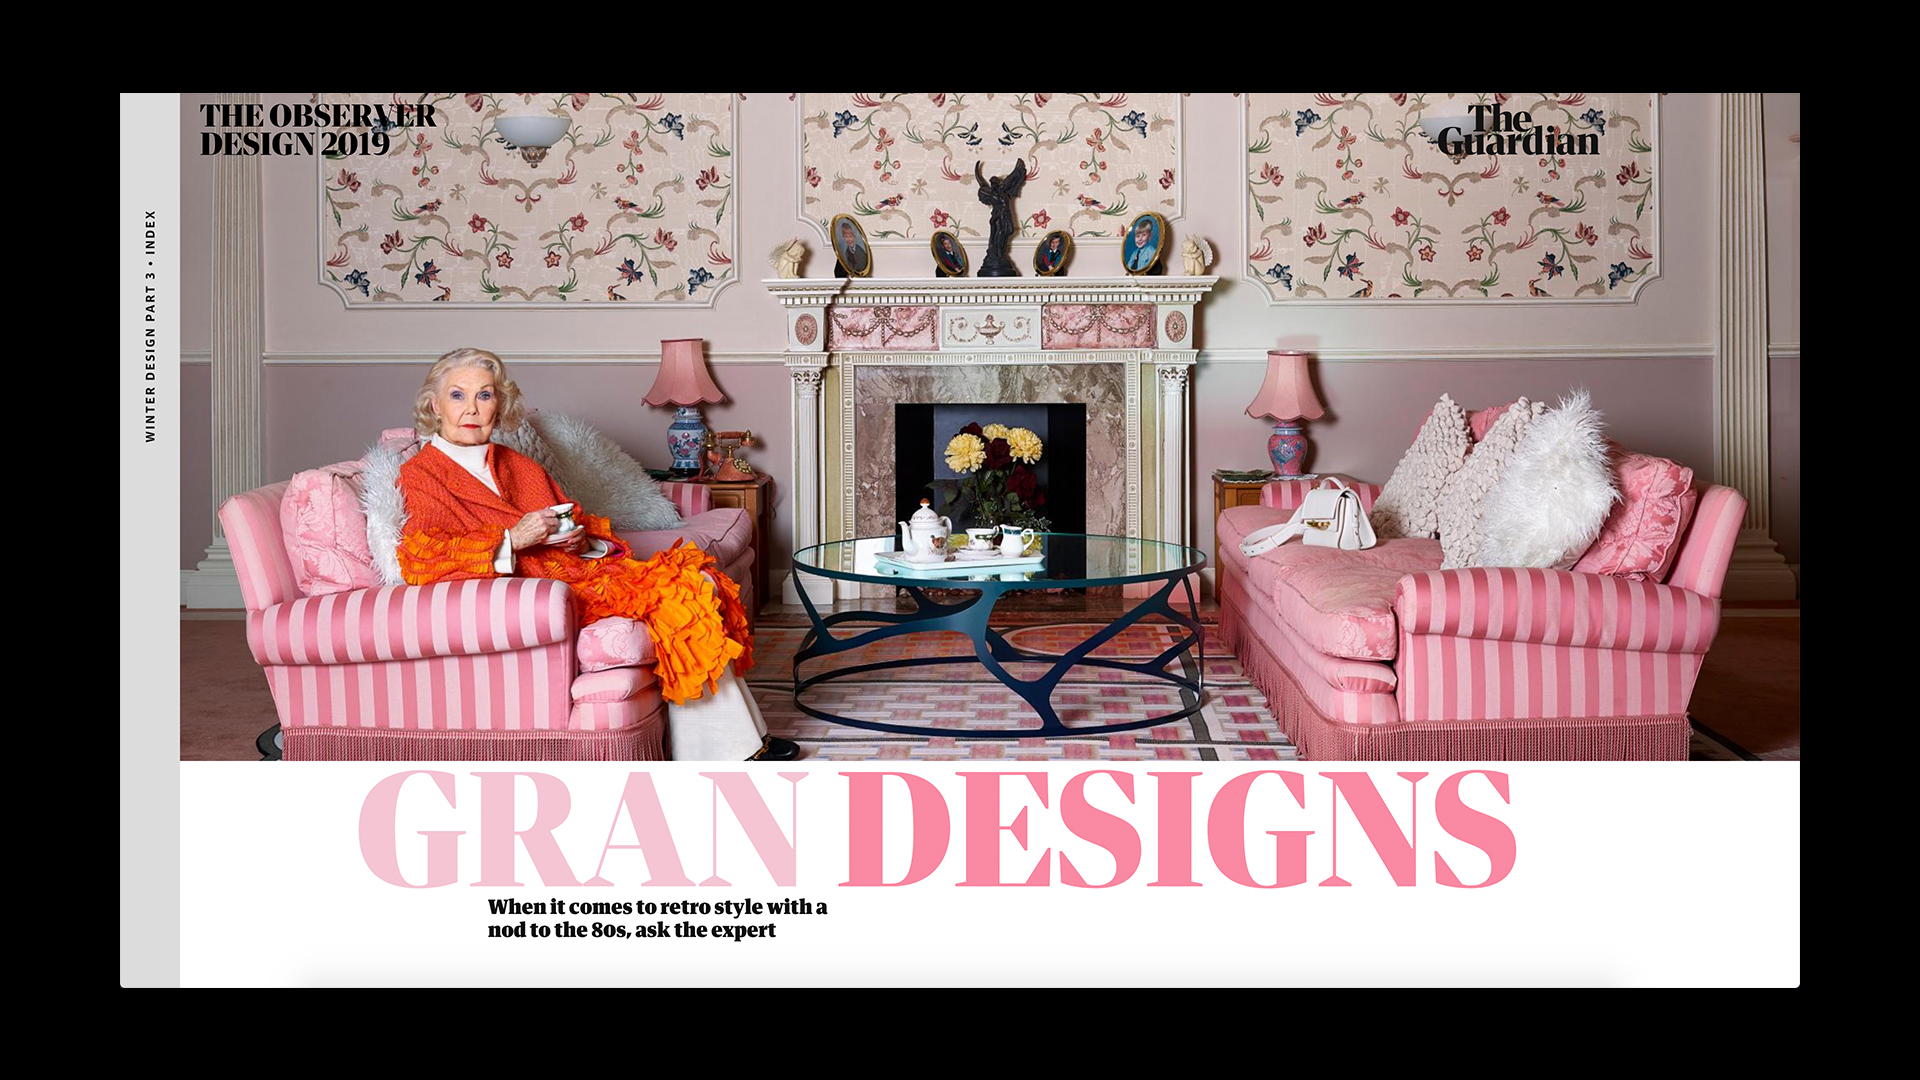 THE OBSERVER
DESIGN 2019
The
Guardian
WINTER DESIGN PART 3 • INDEX
GRAN DESIGNS
When it comes to retro style with a
nod to the 80s, ask the expert